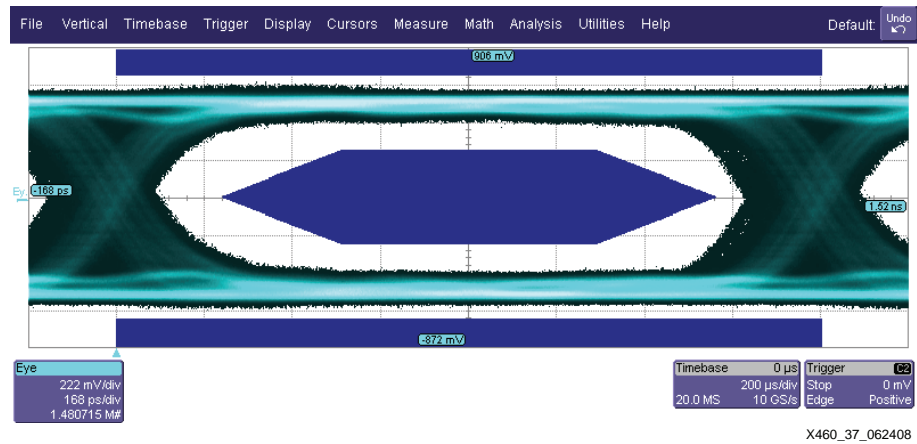 File Vertical Timebase Trigger Display Cursors Measure Math Analysis Utilities Help Default: Undo
906 mV
Ey.
-168 ps
1.52 ns
-872 mV
Eye
222 mV/div
168 ps/div
1.480715 M#
Timebase 0 µs
200 µs/div
20.0 MS 10 GS/s
Trigger C2
Stop 0 mV
Edge Positive
X460_37_062408